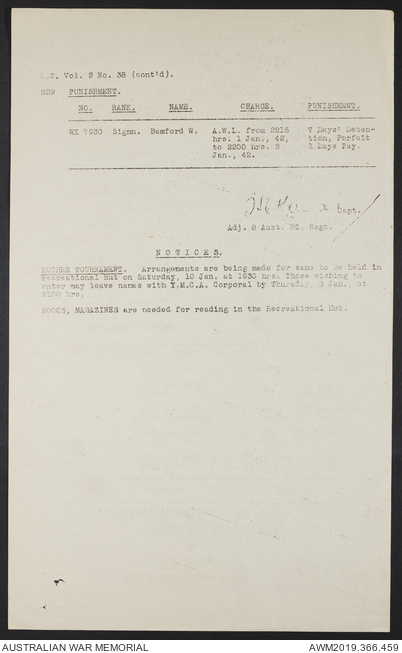 Vol. 2 No. 38 (cont'd).
229 PUNISHMENT.
NO. RANK. NAME. CHARGE. PUNISHMENT.
WX 7930 Sigmn. Bamford W. A.W.L. from 2215 7 Days' Deten-
hrs. 1 Jan., 42, tion, Forfeit
to 2200 hrs. 2 1 Days Pay.
Jan., 42.
Capt.
Adj. 8 Aust. Fd. Regt.
NOTICES.
EUCHRE TOURNAMENT. Arrangements are being made for same to be held in
Recreational Hut on Saturday, 10 Jan. at 1930 hrs. Those wishing to
enter may leave names with Y.M.C.A. Corporal by Thursday, Jan., at
2100 hrs.
BOOKS, MAGAZINES are needed for reading in the Recreational Hut.
AUSTRALIAN WAR MEMORIAL AWM2019.366.459